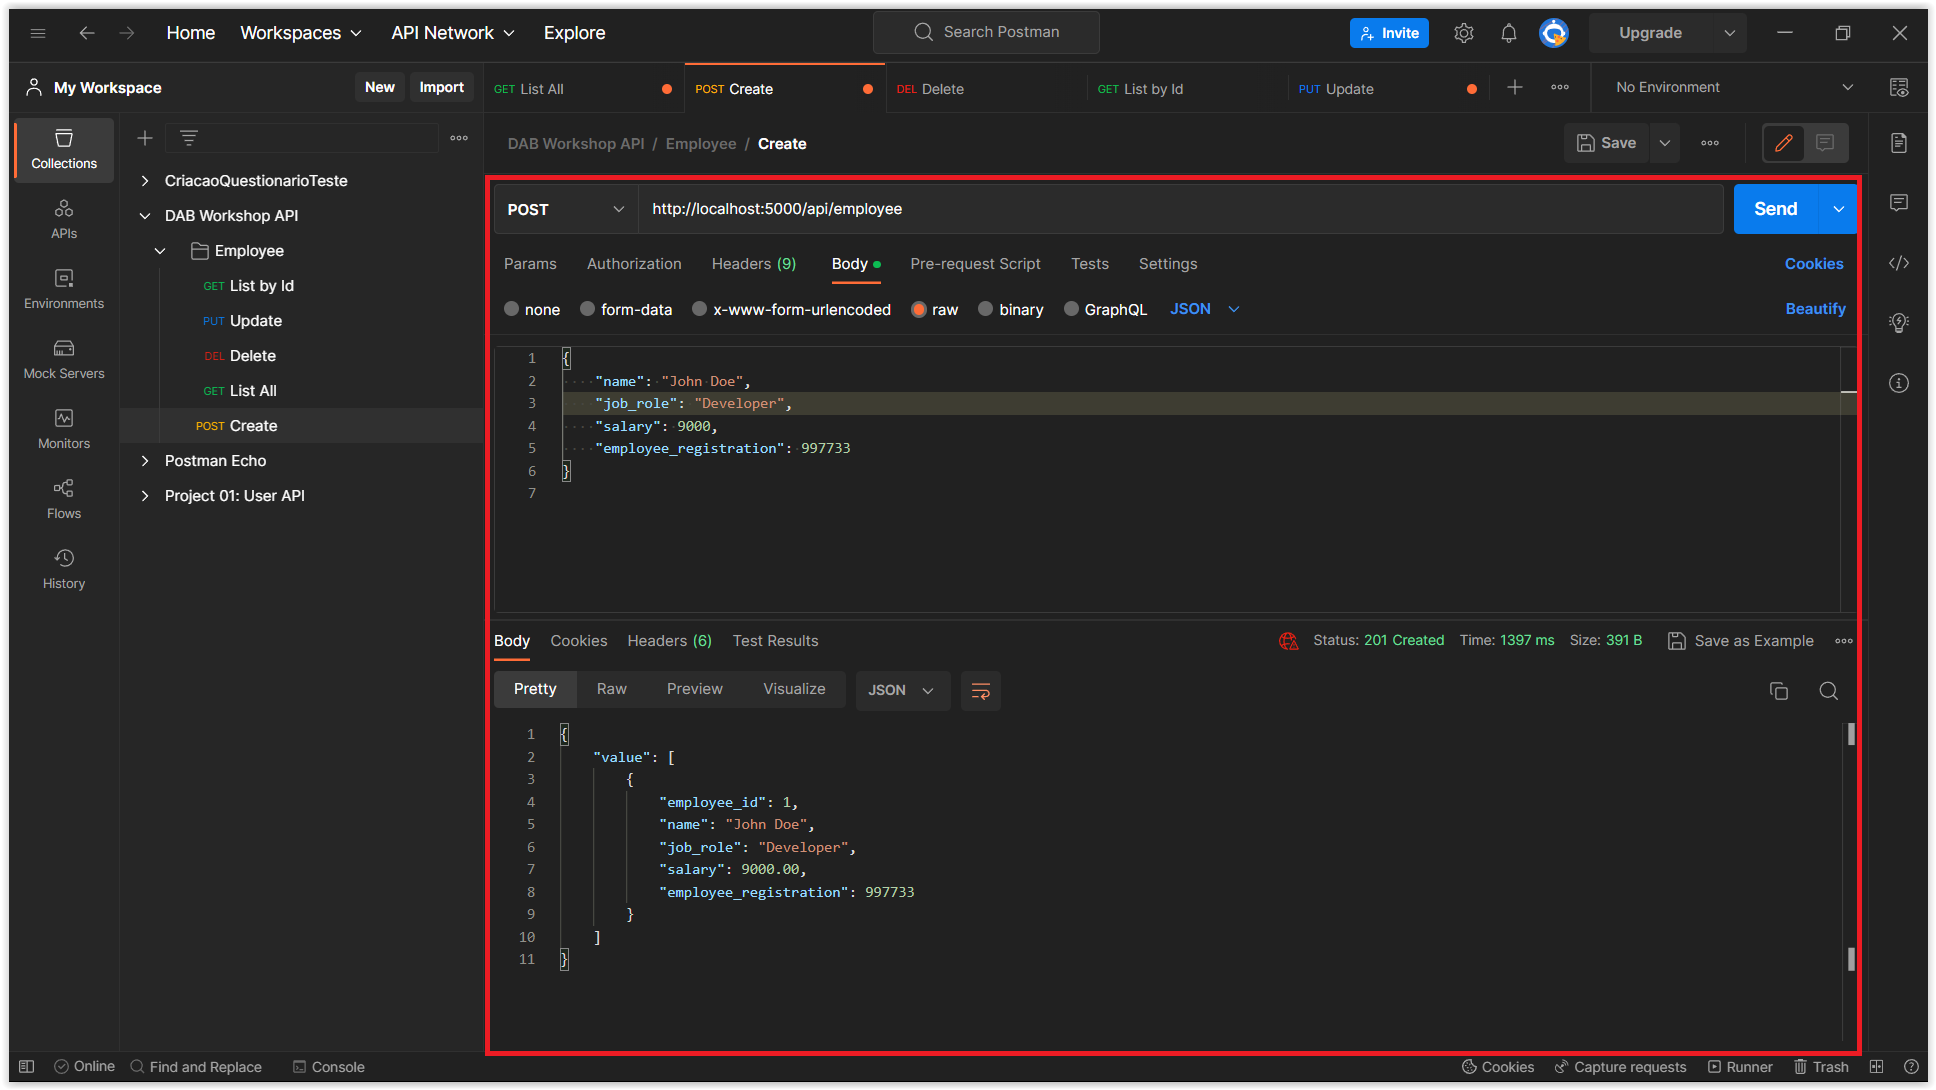 Home Workspaces API Network Explore Search Postman Invite Upgrade
My Workspace New Import GET List All POST Create DEL Delete GET List by Id PUT Update No Environment
Collections
APIs
Environments
Mock Servers
Monitors
Flows
History
CriacaoQuestionarioTeste
DAB Workshop API
Employee
GET List by Id
PUT Update
DEL Delete
GET List All
POST Create
Postman Echo
Project 01: User API
DAB Workshop API / Employee / Create Save
POST http://localhost:5000/api/employee Send
Params Authorization Headers (9) Body Pre-request Script Tests Settings Cookies
none form-data x-www-form-urlencoded raw binary GraphQL JSON Beautify
1 {
2 "name": "John Doe",
3 "job_role": "Developer",
4 "salary": 9000,
5 "employee_registration": 997733
6 }
7
Body Cookies Headers (6) Test Results Status: 201 Created Time: 1397 ms Size: 391 B Save as Example
Pretty Raw Preview Visualize JSON
1 {
2 "value": [
3 {
4 "employee_id": 1,
5 "name": "John Doe",
6 "job_role": "Developer",
7 "salary": 9000.00,
8 "employee_registration": 997733
9 }
10 ]
11 }
Online Find and Replace Console Cookies Capture requests Runner Trash